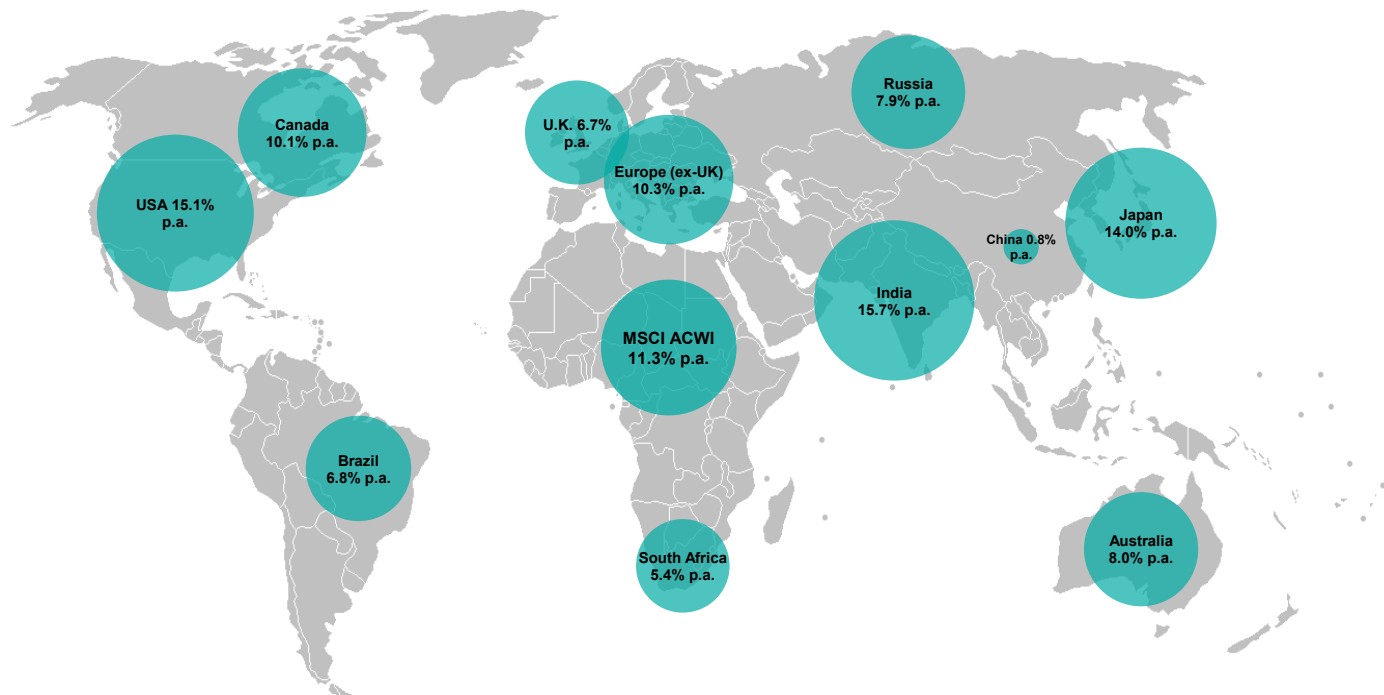 Russia
7.9% p.a.
Canada
10.1% p.a.
U.K. 6.7%
p.a.
Europe (ex-UK)
10.3% p.a.
USA 15.1%
p.a.
Japan
14.0% p.a.
China 0.8%
p.a.
India
15.7% p.a.
MSCI ACWI
11.3% p.a.
Brazil
6.8% p.a.
South Africa
5.4% p.a.
Australia
8.0% p.a.